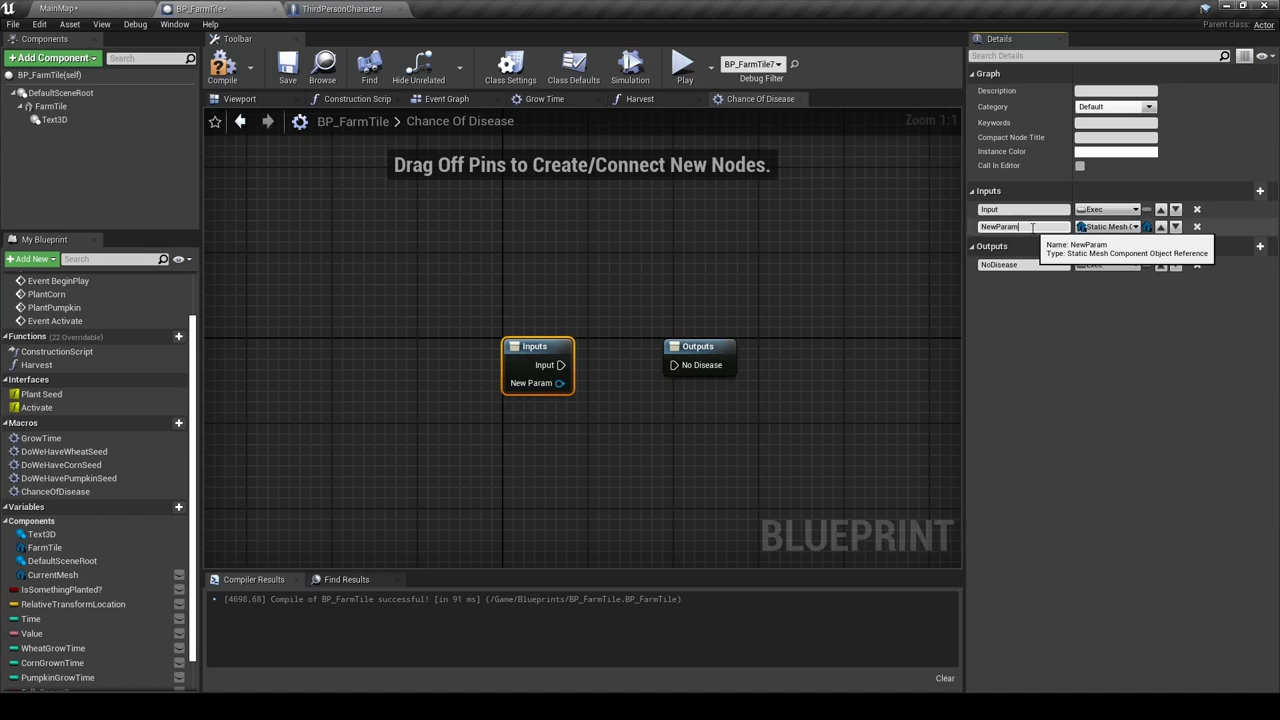 MainMap*
BP_FarmTile*
ThirdPersonCharacter
File Edit Asset View Debug Window Help
Parent class: Actor
Components
Toolbar
Details
+ Add Component
Search
BP_FarmTile(self)
DefaultSceneRoot
FarmTile
Text3D
Compile
Save
Browse
Find
Hide Unrelated
Class Settings
Class Defaults
Simulation
Play
BP_FarmTile7
Debug Filter
Search Details
Viewport
Construction Scrip
Event Graph
Grow Time
Harvest
Chance Of Disease
BP_FarmTile > Chance Of Disease
Zoom 1:1
Drag Off Pins to Create/Connect New Nodes.
Graph
Description
Category Default
Keywords
Compact Node Title
Instance Color
Call In Editor
Inputs
Input Exec
NewParam Static Mesh C
Outputs
Name: NewParam
Type: Static Mesh Component Object Reference
NoDisease
My Blueprint
+ Add New Search
Event BeginPlay
PlantCorn
PlantPumpkin
Event Activate
Functions (22 Overridable)
ConstructionScript
Harvest
Interfaces
Plant Seed
Activate
Macros
GrowTime
DoWeHaveWheatSeed
DoWeHaveCornSeed
DoWeHavePumpkinSeed
ChanceOfDisease
Variables
Components
Text3D
FarmTile
DefaultSceneRoot
CurrentMesh
IsSomethingPlanted?
RelativeTransformLocation
Time
Value
WheatGrowTime
CornGrownTime
PumpkinGrowTime
Inputs
Input
New Param
Outputs
No Disease
BLUEPRINT
Compiler Results
Find Results
[4698.68] Compile of BP_FarmTile successful! [in 91 ms] (/Game/Blueprints/BP_FarmTile.BP_FarmTile)
Clear